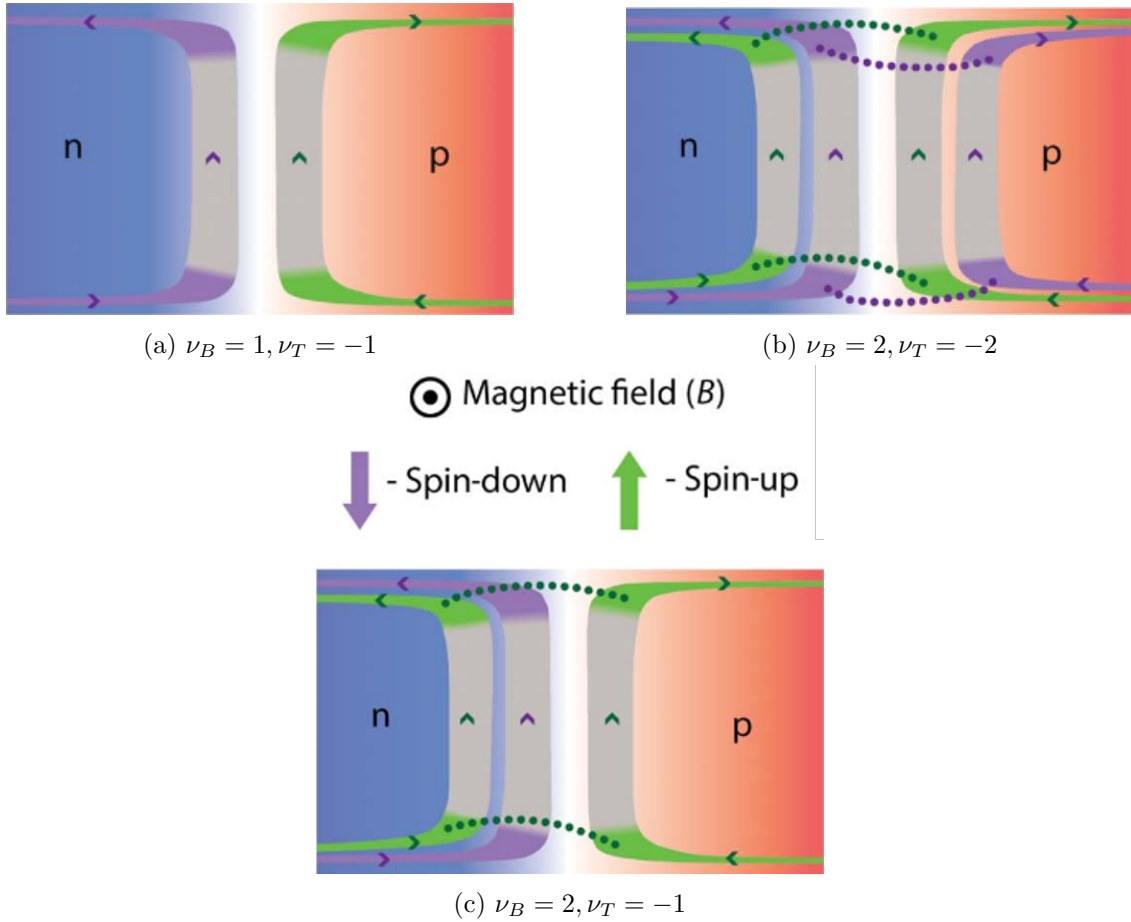 n
p
(a) ν_B = 1, ν_T = −1
n
p
(b) ν_B = 2, ν_T = −2
Magnetic field (B)
- Spin-down
- Spin-up
n
p
(c) ν_B = 2, ν_T = −1